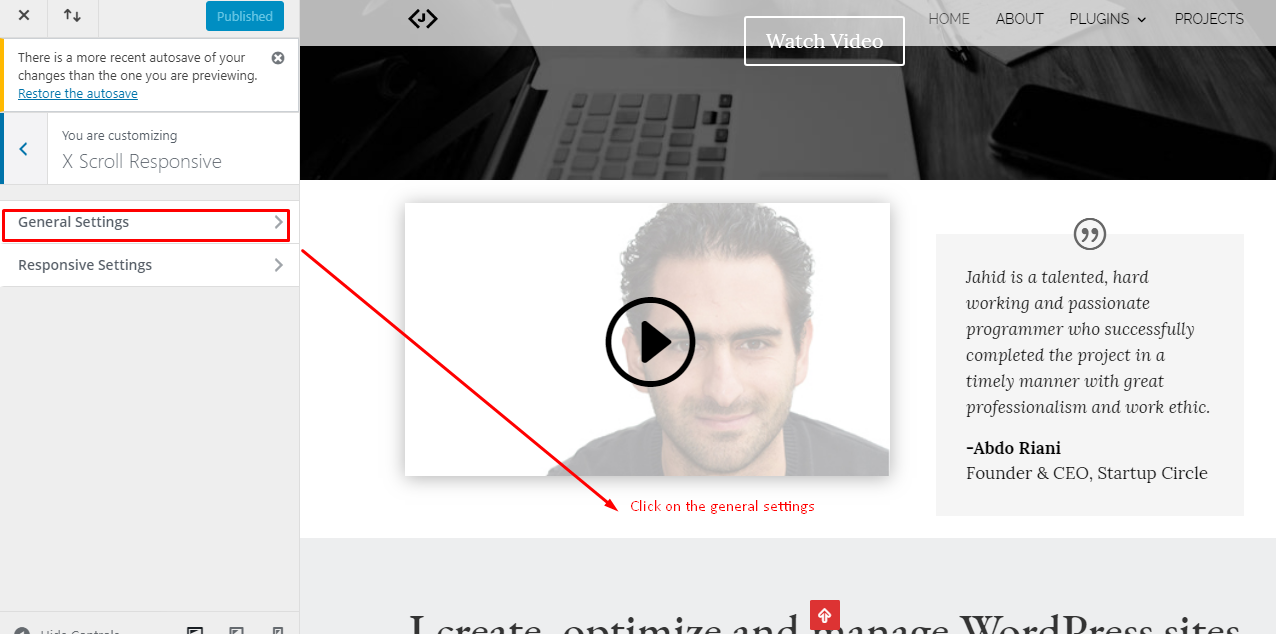 Published
There is a more recent autosave of your
changes than the one you are previewing.
Restore the autosave
You are customizing
X Scroll Responsive
General Settings
Responsive Settings
Hide Controls
HOME ABOUT PLUGINS PROJECTS
Watch Video
Jahid is a talented, hard
working and passionate
programmer who successfully
completed the project in a
timely manner with great
professionalism and work ethic.
-Abdo Riani
Founder & CEO, Startup Circle
Click on the general settings
I create, optimize and manage WordPress sites